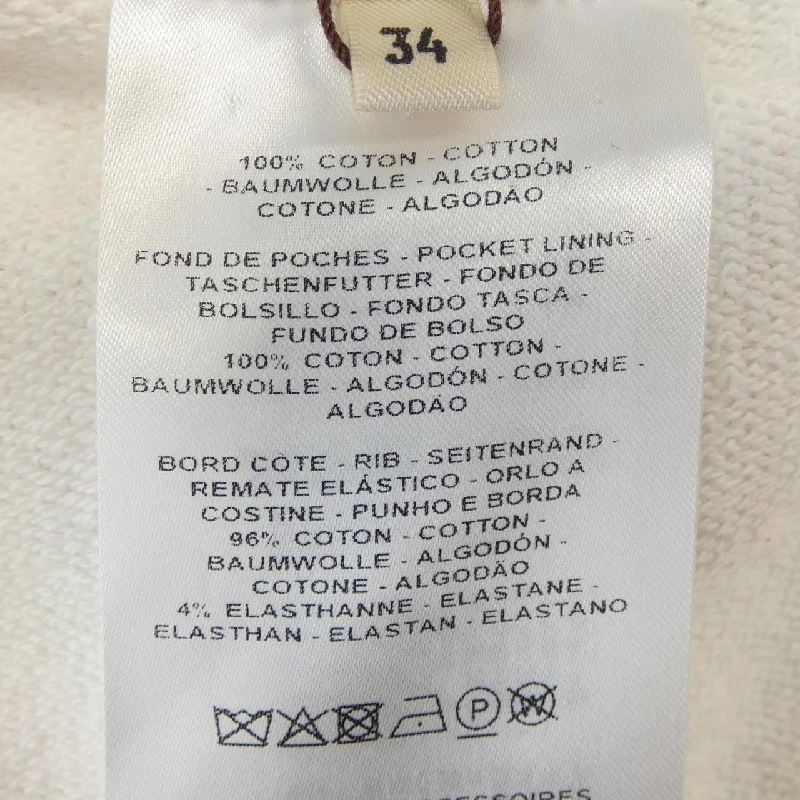 34
100% COTON - COTTON
- BAUMWOLLE - ALGODÓN -
COTONE - ALGODÃO
FOND DE POCHES - POCKET LINING -
TASCHENFUTTER - FONDO DE
BOLSILLO - FONDO TASCA -
FUNDO DE BOLSO
100% COTON - COTTON -
BAUMWOLLE - ALGODÓN - COTONE -
ALGODÃO
BORD CÔTE - RIB - SEITENRAND -
REMATE ELÁSTICO - ORLO A
COSTINE - PUNHO E BORDA
96% COTON - COTTON -
BAUMWOLLE - ALGODÓN -
COTONE - ALGODÃO
4% ELASTHANNE - ELASTANE -
ELASTHAN - ELASTAN - ELASTANO
P W